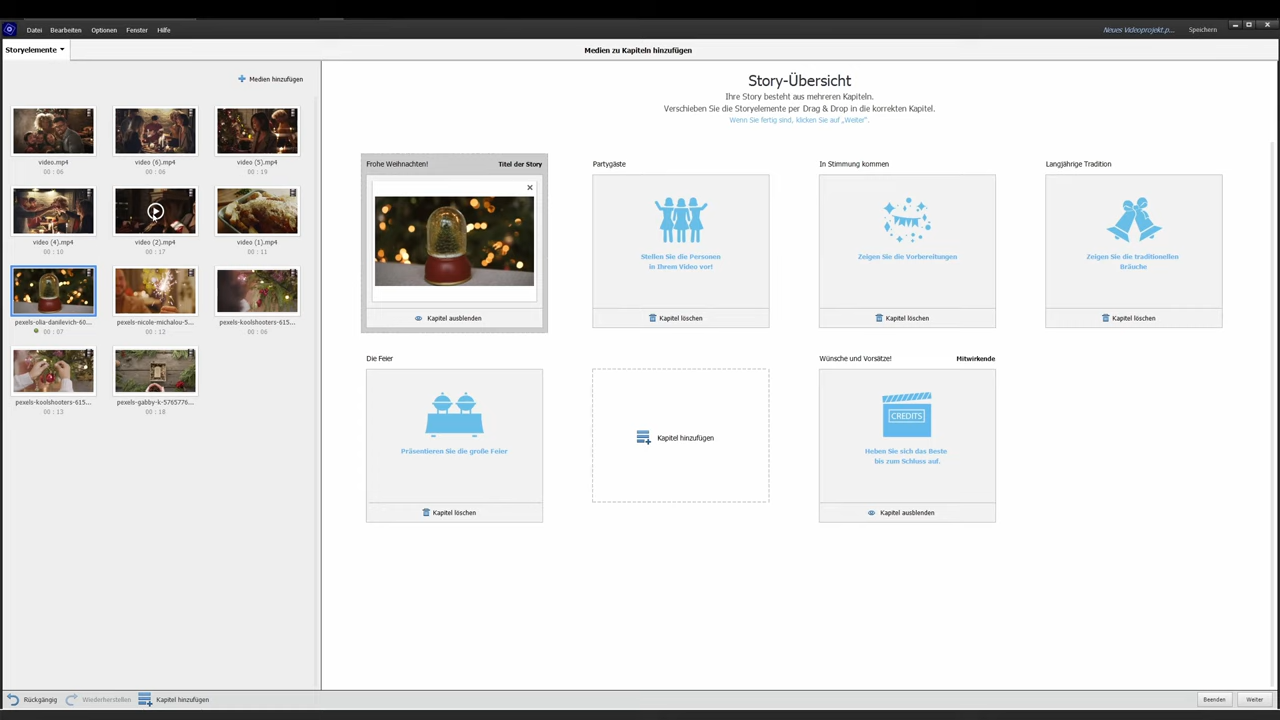 Datei Bearbeiten Optionen Fenster Hilfe
Neues Videoprojekt.p... Speichern
Storyelemente
Medien zu Kapiteln hinzufügen
Medien hinzufügen
video.mp4
00 : 06
video (6).mp4
00 : 06
video (5).mp4
00 : 19
video (4).mp4
00 : 10
video (2).mp4
00 : 17
video (1).mp4
00 : 11
pexels-olia-danilevich-60...
00 : 07
pexels-nicole-michalou-5...
00 : 12
pexels-koolshooters-615...
00 : 06
pexels-koolshooters-615...
00 : 13
pexels-gabby-k-5765776...
00 : 18
Story-Übersicht
Ihre Story besteht aus mehreren Kapiteln.
Verschieben Sie die Storyelemente per Drag & Drop in die korrekten Kapitel.
Wenn Sie fertig sind, klicken Sie auf „Weiter“.
Frohe Weihnachten! Titel der Story
Kapitel ausblenden
Partygäste
Stellen Sie die Personen
in Ihrem Video vor!
Kapitel löschen
In Stimmung kommen
Zeigen Sie die Vorbereitungen
Kapitel löschen
Langjährige Tradition
Zeigen Sie die traditionellen
Bräuche
Kapitel löschen
Die Feier
Präsentieren Sie die große Feier
Kapitel löschen
Kapitel hinzufügen
Wünsche und Vorsätze! Mitwirkende
CREDITS
Heben Sie sich das Beste
bis zum Schluss auf.
Kapitel ausblenden
Rückgängig Wiederherstellen Kapitel hinzufügen
Beenden Weiter